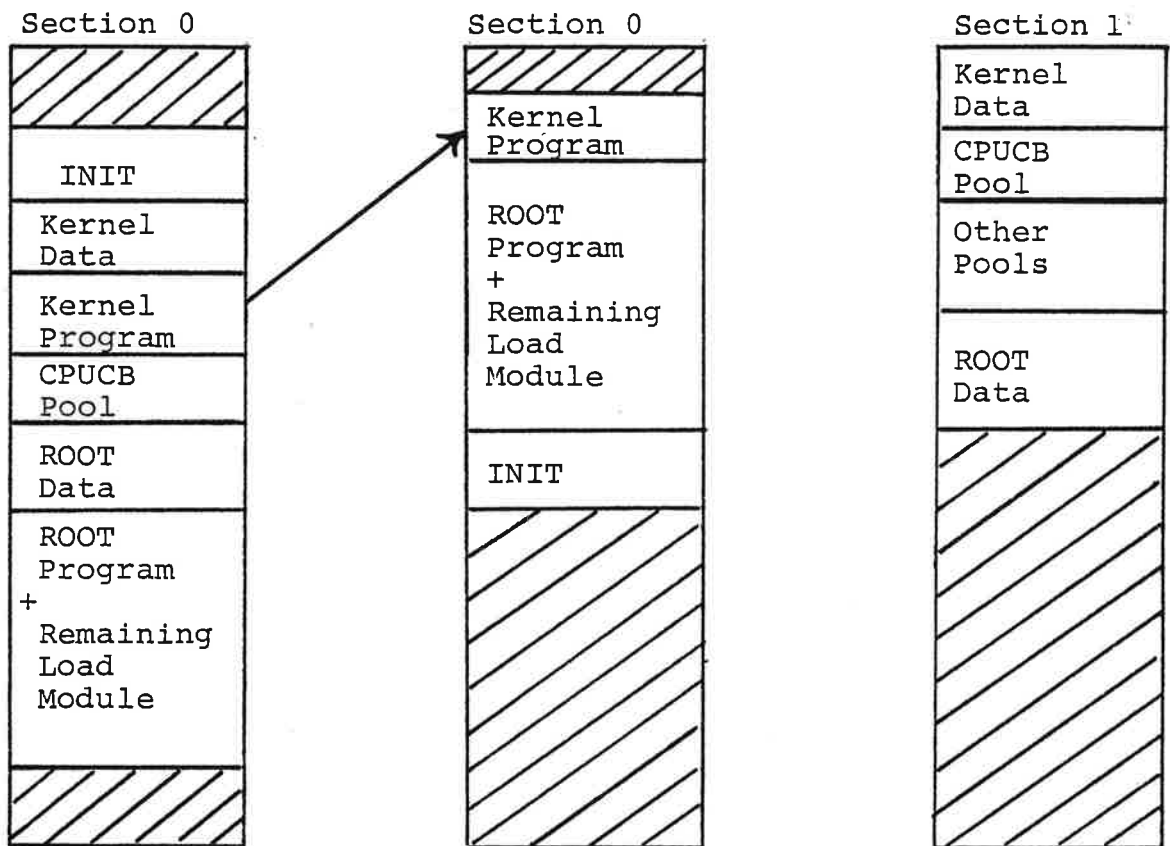 Section 0
INIT
Kernel
Data
Kernel
Program
CPUCB
Pool
ROOT
Data
ROOT
Program
+
Remaining
Load
Module
Section 0
Kernel
Program
ROOT
Program
+
Remaining
Load
Module
INIT
Section 1
Kernel
Data
CPUCB
Pool
Other
Pools
ROOT
Data